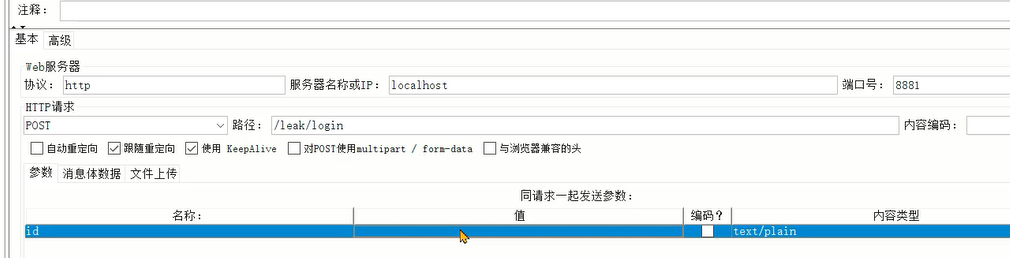 注释：
基本 高级
Web服务器
协议： http 服务器名称或IP： localhost 端口号： 8881
HTTP请求
POST 路径： /leak/login 内容编码：
自动重定向 跟随重定向 使用 KeepAlive 对POST使用multipart / form-data 与浏览器兼容的头
参数 消息体数据 文件上传
同请求一起发送参数：
名称： 值 编码？ 内容类型
id text/plain